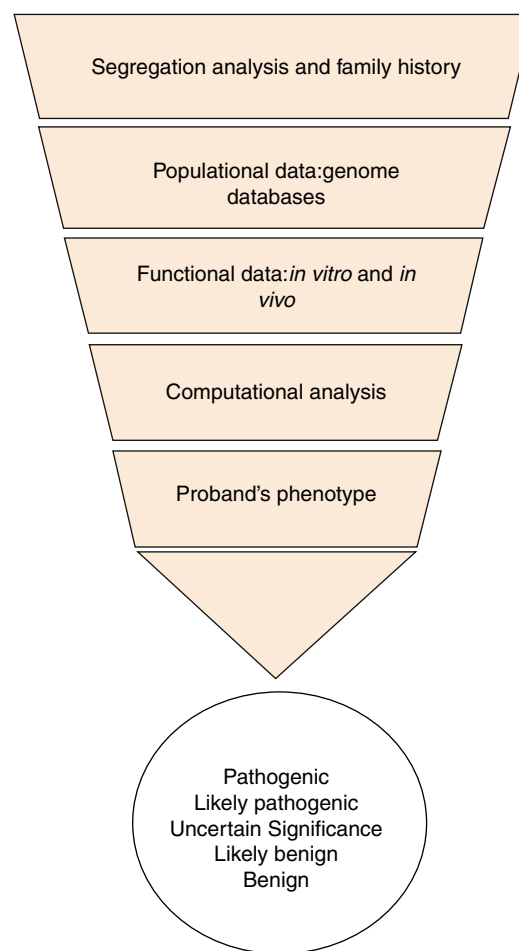 Segregation analysis and family history
Populational data:genome
databases
Functional data:in vitro and in
vivo
Computational analysis
Proband's phenotype
Pathogenic
Likely pathogenic
Uncertain Significance
Likely benign
Benign